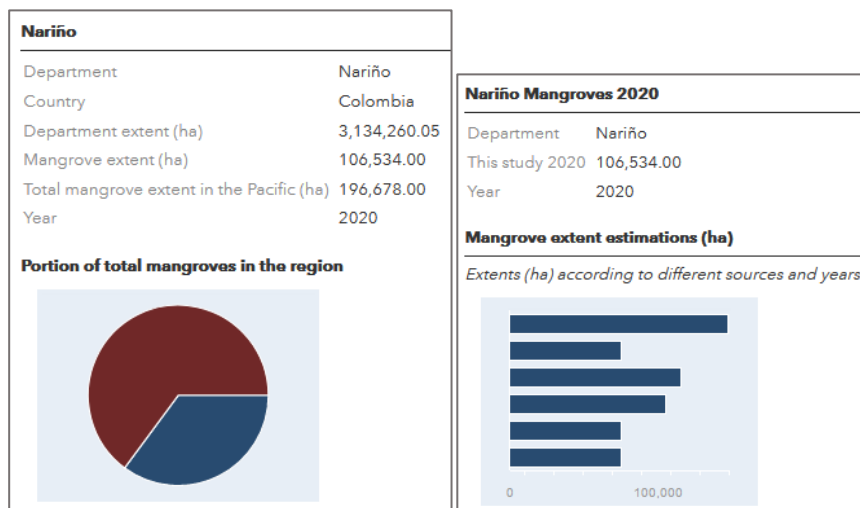 Nariño
Department Nariño
Country Colombia
Department extent (ha) 3,134,260.05
Mangrove extent (ha) 106,534.00
Total mangrove extent in the Pacific (ha) 196,678.00
Year 2020
Portion of total mangroves in the region
Nariño Mangroves 2020
Department Nariño
This study 2020 106,534.00
Year 2020
Mangrove extent estimations (ha)
Extents (ha) according to different sources and years
0 100,000